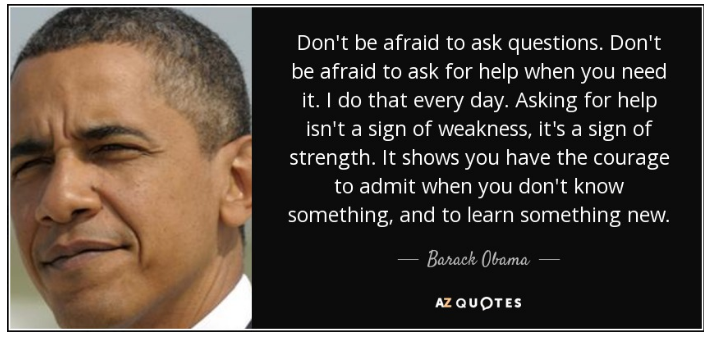 Don't be afraid to ask questions. Don't
be afraid to ask for help when you need
it. I do that every day. Asking for help
isn't a sign of weakness, it's a sign of
strength. It shows you have the courage
to admit when you don't know
something, and to learn something new.
— Barack Obama —
AZ QUOTES